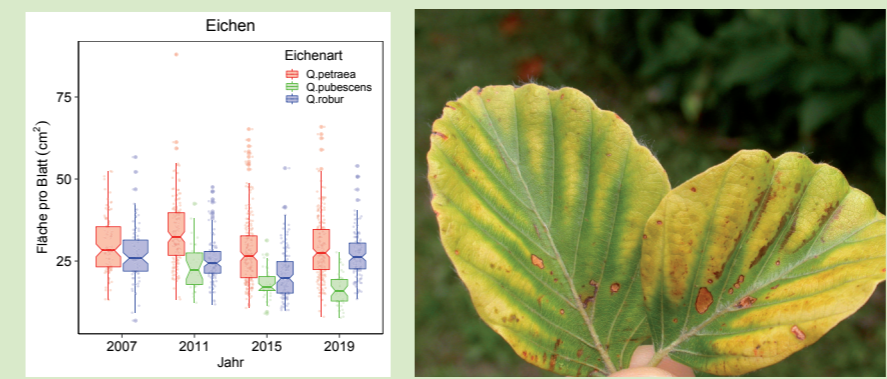 Eichen
Eichenart
Q.petraea
Q.pubescens
Q.robur
Fläche pro Blatt (cm²)
75
50
25
2007 2011 2015 2019
Jahr